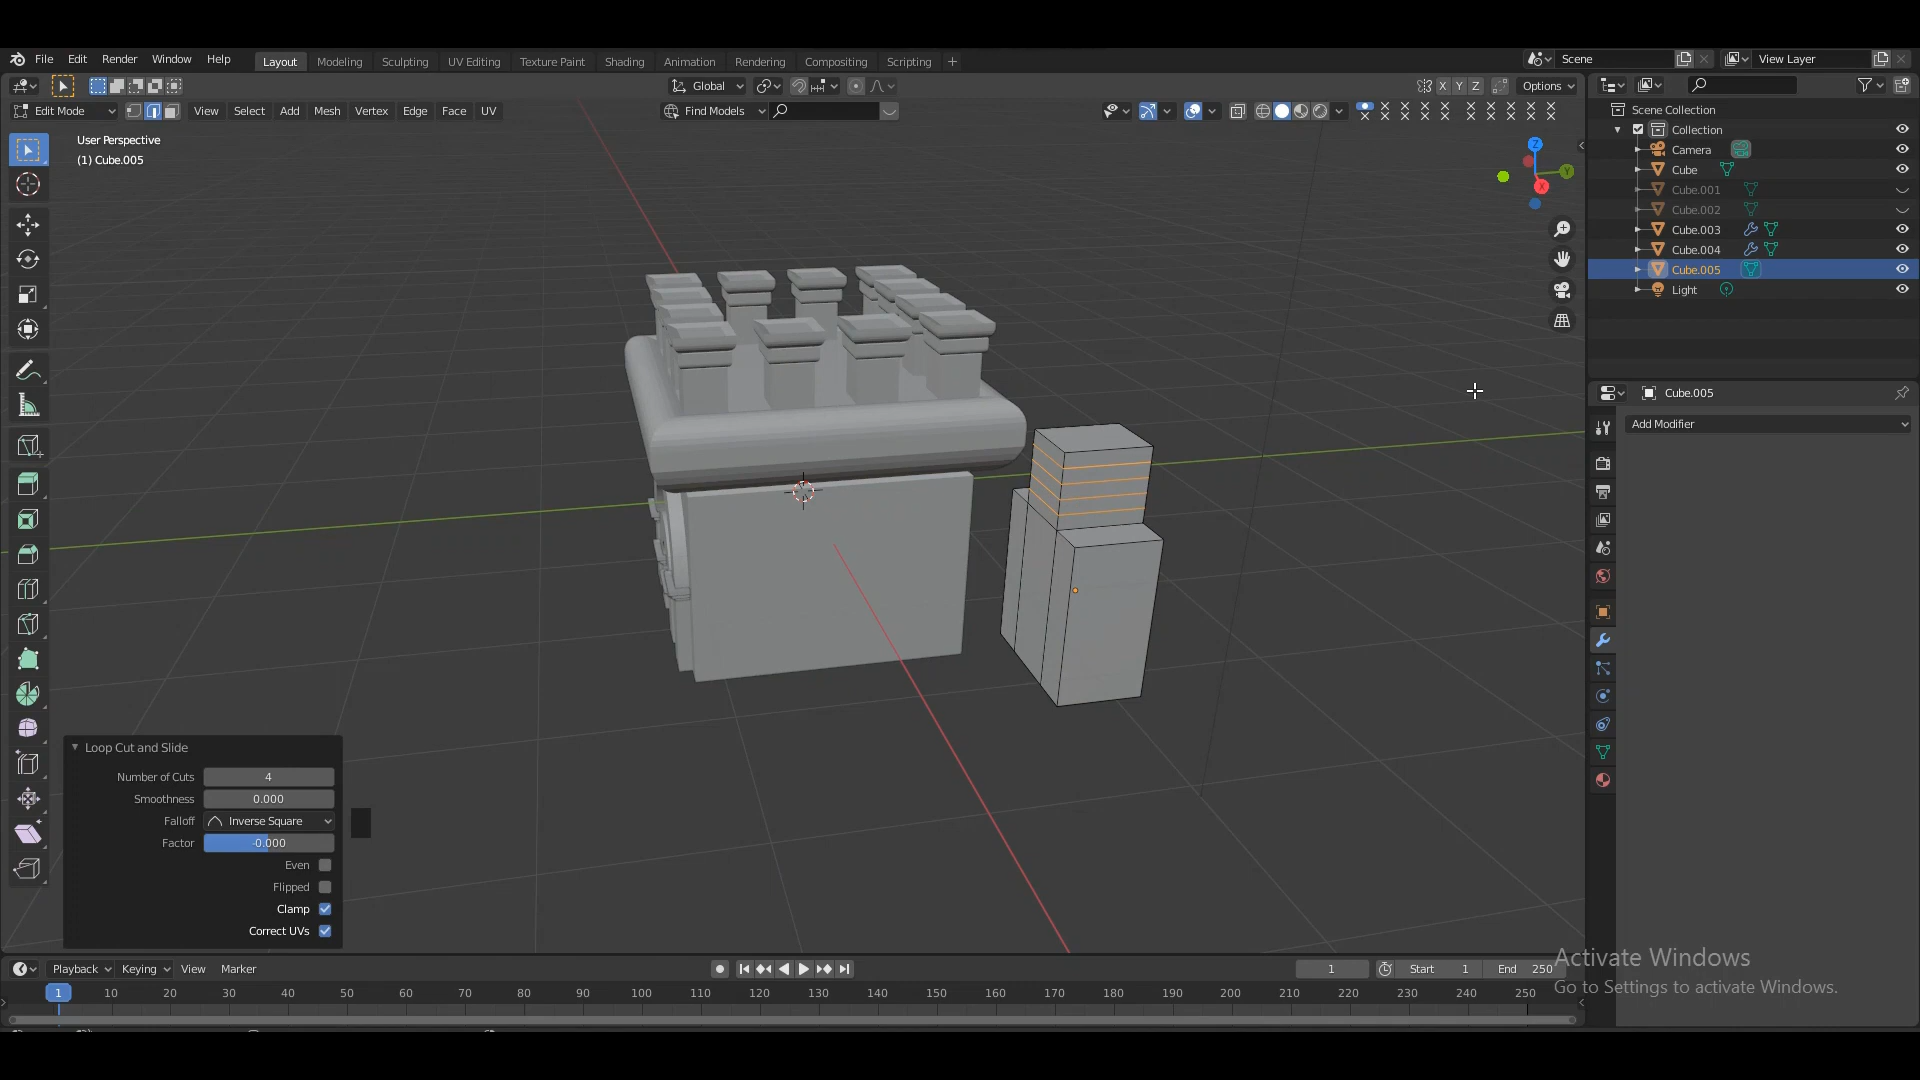 File Edit Render Window Help Layout Modeling Sculpting UV Editing Texture Paint Shading Animation Rendering Compositing Scripting + Scene View Layer
Global Options
X Y Z
Edit Mode View Select Add Mesh Vertex Edge Face UV Find Models
User Perspective
(1) Cube.005
Z
Y
X
Scene Collection
Collection
Camera
Cube
Cube.001
Cube.002
Cube.003
Cube.004
Cube.005
Light
Cube.005
Add Modifier
Loop Cut and Slide
Number of Cuts 4
Smoothness 0.000
Falloff Inverse Square
Factor -0.000
Even
Flipped
Clamp
Correct UVs
Playback Keying View Marker 1 Start 1 End 250
1 10 20 30 40 50 60 70 80 90 100 110 120 130 140 150 160 170 180 190 200 210 220 230 240 250
Activate Windows
Go to Settings to activate Windows.